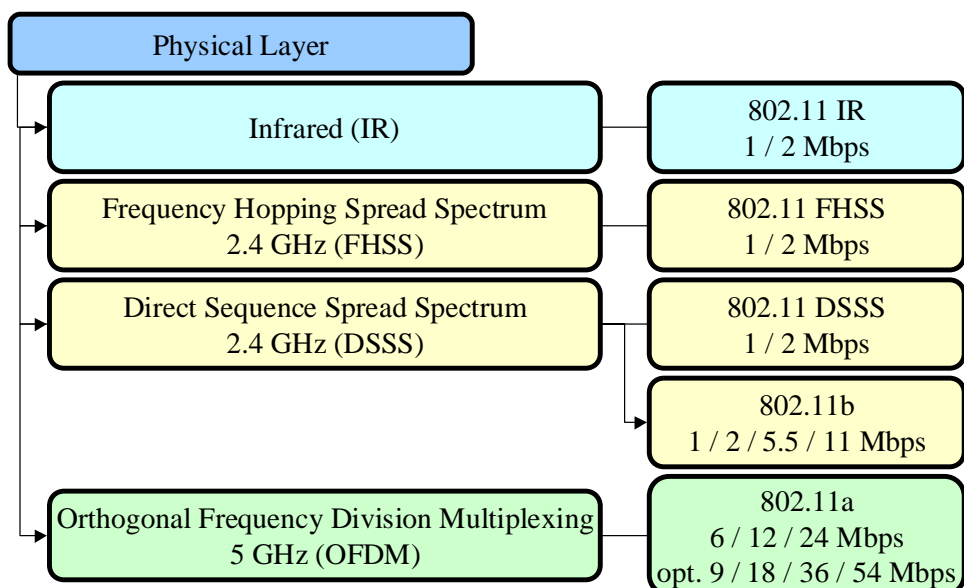 Physical Layer
Infrared (IR)
802.11 IR
1 / 2 Mbps
Frequency Hopping Spread Spectrum
2.4 GHz (FHSS)
802.11 FHSS
1 / 2 Mbps
Direct Sequence Spread Spectrum
2.4 GHz (DSSS)
802.11 DSSS
1 / 2 Mbps
802.11b
1 / 2 / 5.5 / 11 Mbps
Orthogonal Frequency Division Multiplexing
5 GHz (OFDM)
802.11a
6 / 12 / 24 Mbps
opt. 9 / 18 / 36 / 54 Mbps